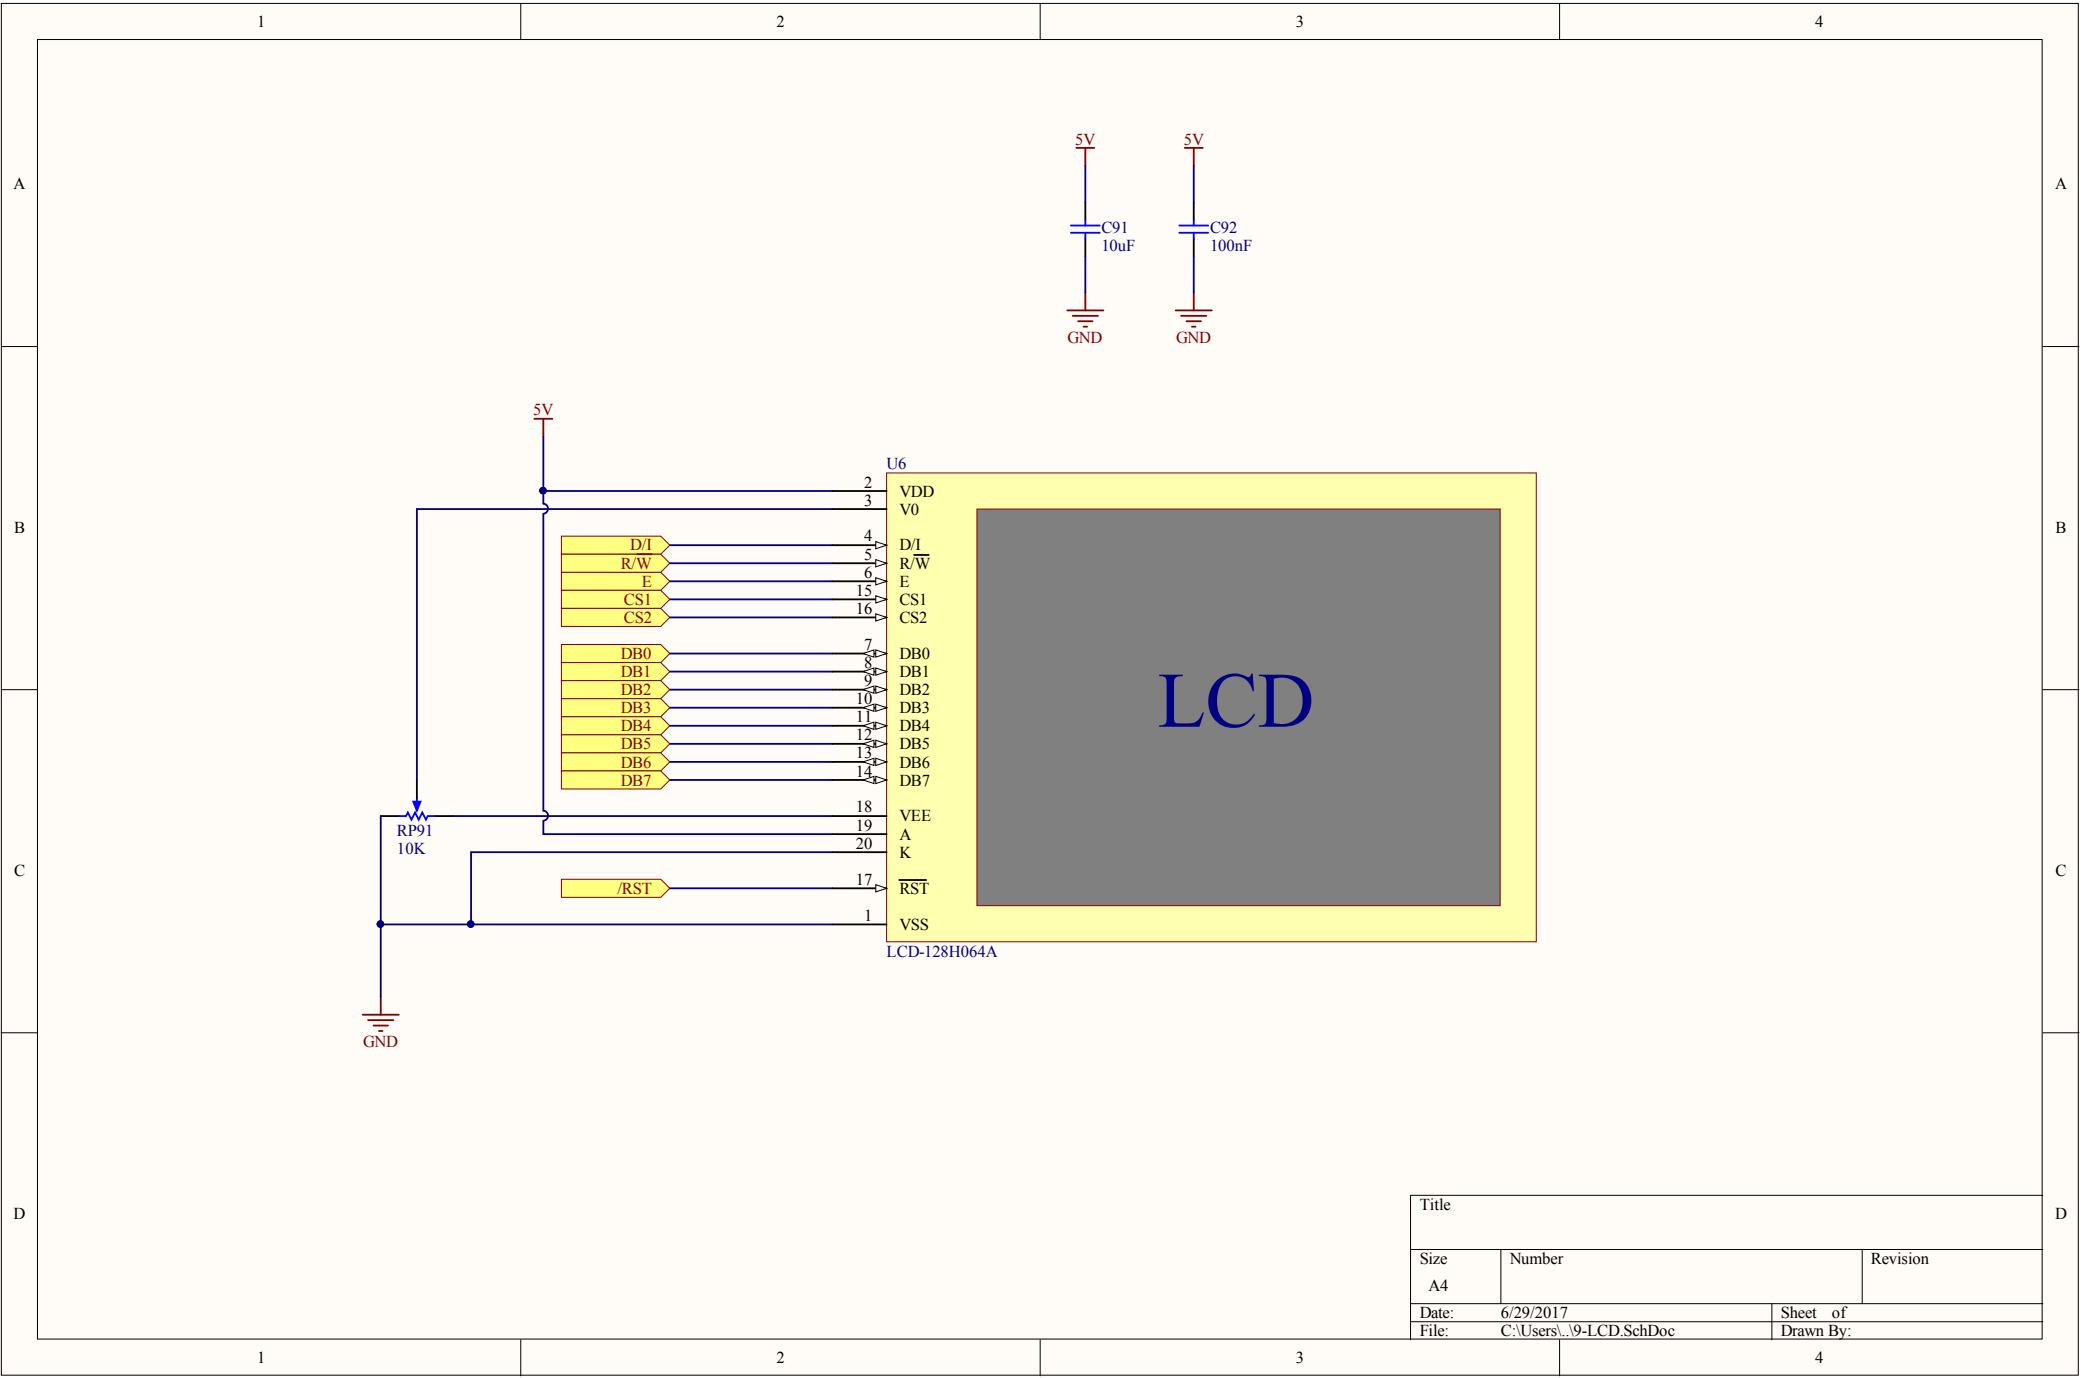 1 2 3 4
A A
5V 5V
C91 C92
10uF 100nF
GND GND
B B
5V
U6
2 VDD
3 V0
D/I 4 D/I
R/W̅ 5 R/W̅
E 6 E
CS1 15 CS1
CS2 16 CS2
DB0 7 DB0
DB1 8 DB1
DB2 9 DB2
DB3 10 DB3
DB4 11 DB4
DB5 12 DB5
DB6 13 DB6
DB7 14 DB7
LCD
18 VEE
RP91 19 A
10K 20 K
C C
/RST 17 R̅S̅T̅
1 VSS
LCD-128H064A
GND
D D
Title
Size Number Revision
A4
Date: 6/29/2017 Sheet of
File: C:\Users\..\9-LCD.SchDoc Drawn By:
1 2 3 4